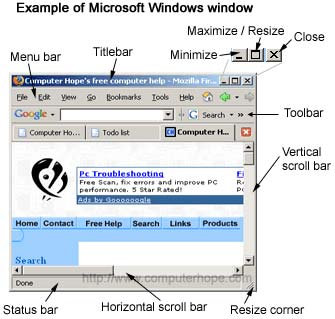 Example of Microsoft Windows window
Maximize / Resize
Titlebar
Minimize
Close
Menu bar
Computer Hope's free computer help - Mozilla Fir...
File Edit View Go Bookmarks Tools Help
Google Search »
Toolbar
Computer Ho... Todo list Computer H...
Vertical
scroll bar
Pc Troubleshooting
Free Scan, fix errors and improve PC
performance. 5 Star Rated!
Ads by Goooooogle
Home Contact Free Help Search Links Products
Search
http://www.computerhope.com
Done
Status bar
Horizontal scroll bar
Resize corner